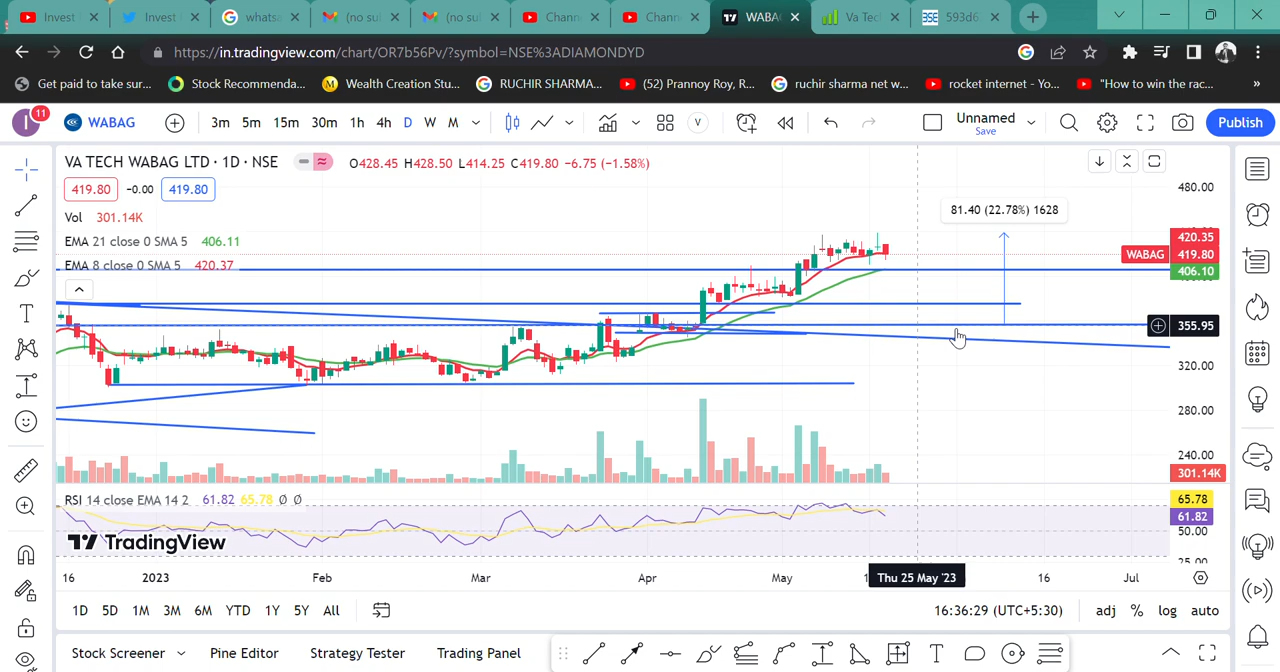 Invest
Invest
whatsa
(no sul
(no sul
Chann
Chann
WABAG
Va Tec
593d6
https://in.tradingview.com/chart/OR7b56Pv/?symbol=NSE%3ADIAMONDYD
Get paid to take sur...
Stock Recommenda...
Wealth Creation Stu...
RUCHIR SHARMA...
(52) Prannoy Roy, R...
ruchir sharma net w...
rocket internet - Yo...
"How to win the rac...
»
I
11
WABAG
3m 5m 15m 30m 1h 4h D W M
V
Unnamed
Save
Publish
VA TECH WABAG LTD · 1D · NSE
O428.45 H428.50 L414.25 C419.80 −6.75 (−1.58%)
419.80 -0.00 419.80
Vol 301.14K
EMA 21 close 0 SMA 5 406.11
EMA 8 close 0 SMA 5 420.37
81.40 (22.78%) 1628
480.00
420.35
WABAG 419.80
406.10
355.95
320.00
280.00
240.00
301.14K
RSI 14 close EMA 14 2 61.82 65.78 Ø Ø
65.78
61.82
50.00
25.00
TradingView
16 2023 Feb Mar Apr May Thu 25 May '23 16 Jul
1D 5D 1M 3M 6M YTD 1Y 5Y All
16:36:29 (UTC+5:30)
adj % log auto
Stock Screener
Pine Editor
Strategy Tester
Trading Panel